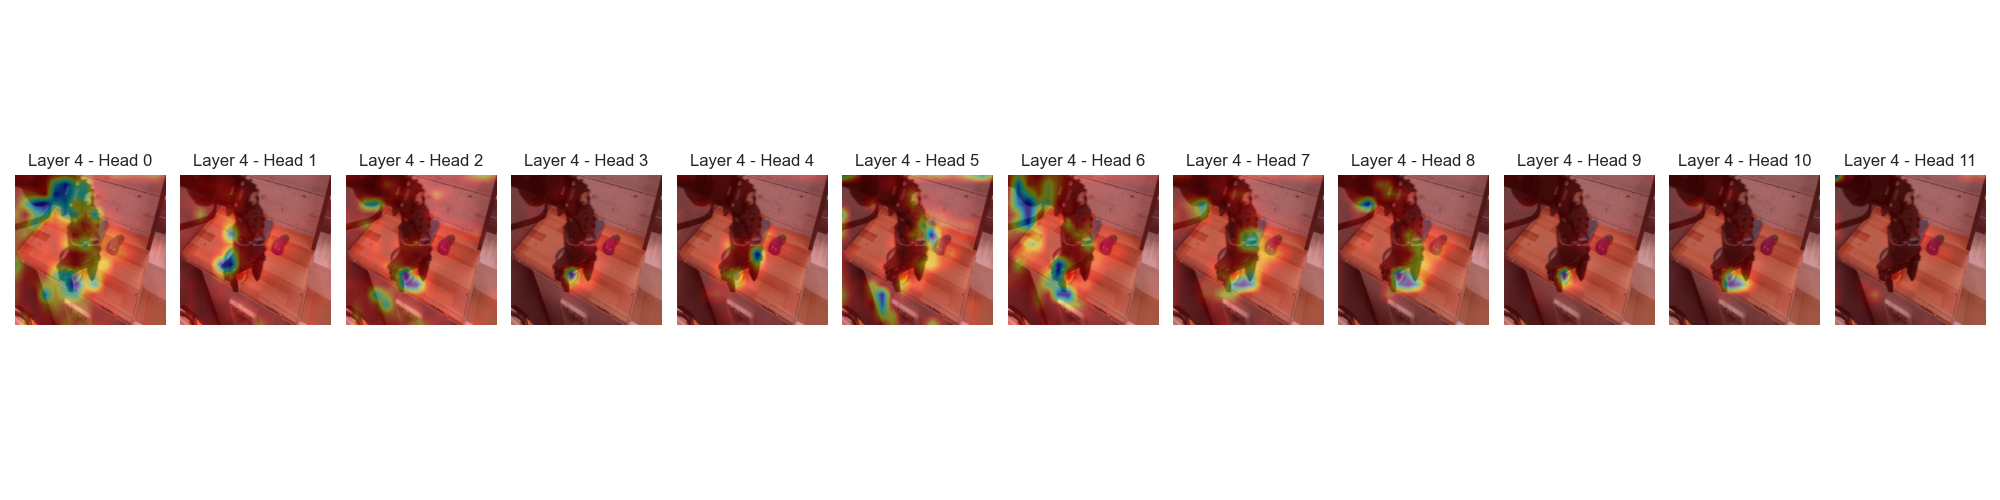 Layer 4 - Head 0
Layer 4 - Head 1
Layer 4 - Head 2
Layer 4 - Head 3
Layer 4 - Head 4
Layer 4 - Head 5
Layer 4 - Head 6
Layer 4 - Head 7
Layer 4 - Head 8
Layer 4 - Head 9
Layer 4 - Head 10
Layer 4 - Head 11